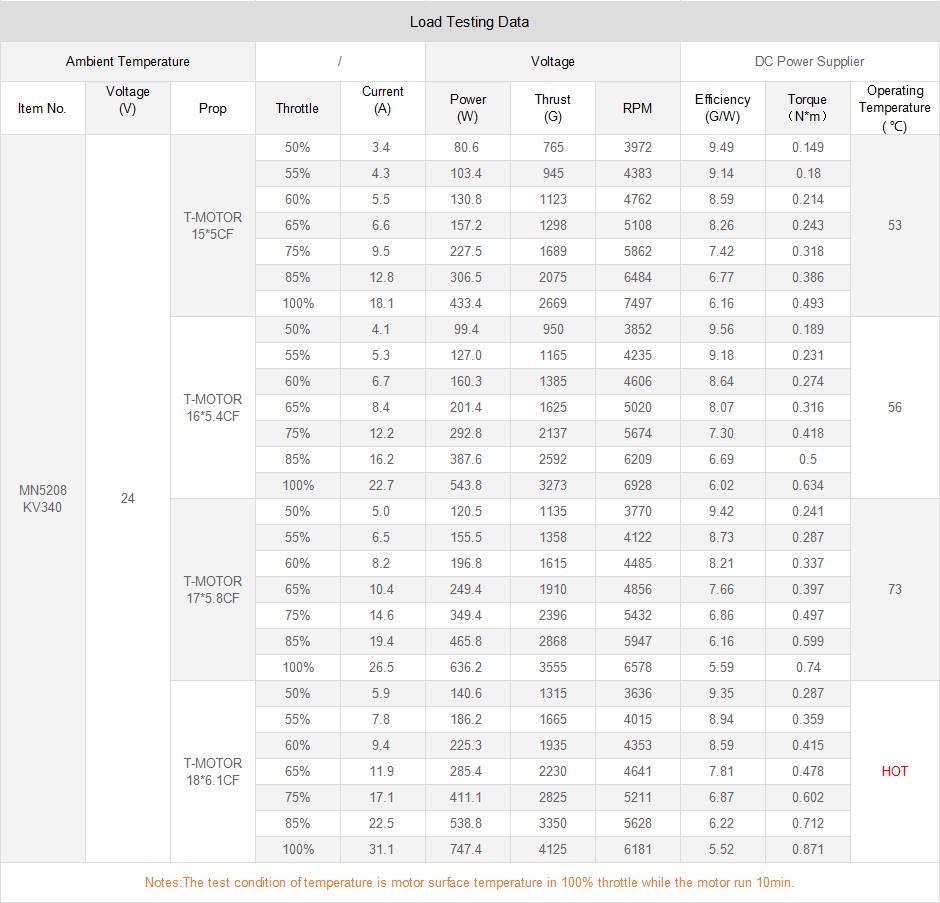 Load Testing Data
Ambient Temperature / Voltage DC Power Supplier
Item No. Voltage (V) Prop Throttle Current (A) Power (W) Thrust (G) RPM Efficiency (G/W) Torque (N*m) Operating Temperature (℃)
MN5208 KV340 24
T-MOTOR 15*5CF 53
50% 3.4 80.6 765 3972 9.49 0.149
55% 4.3 103.4 945 4383 9.14 0.18
60% 5.5 130.8 1123 4762 8.59 0.214
65% 6.6 157.2 1298 5108 8.26 0.243
75% 9.5 227.5 1689 5862 7.42 0.318
85% 12.8 306.5 2075 6484 6.77 0.386
100% 18.1 433.4 2669 7497 6.16 0.493
T-MOTOR 16*5.4CF 56
50% 4.1 99.4 950 3852 9.56 0.189
55% 5.3 127.0 1165 4235 9.18 0.231
60% 6.7 160.3 1385 4606 8.64 0.274
65% 8.4 201.4 1625 5020 8.07 0.316
75% 12.2 292.8 2137 5674 7.30 0.418
85% 16.2 387.6 2592 6209 6.69 0.5
100% 22.7 543.8 3273 6928 6.02 0.634
T-MOTOR 17*5.8CF 73
50% 5.0 120.5 1135 3770 9.42 0.241
55% 6.5 155.5 1358 4122 8.73 0.287
60% 8.2 196.8 1615 4485 8.21 0.337
65% 10.4 249.4 1910 4856 7.66 0.397
75% 14.6 349.4 2396 5432 6.86 0.497
85% 19.4 465.8 2868 5947 6.16 0.599
100% 26.5 636.2 3555 6578 5.59 0.74
T-MOTOR 18*6.1CF HOT
50% 5.9 140.6 1315 3636 9.35 0.287
55% 7.8 186.2 1665 4015 8.94 0.359
60% 9.4 225.3 1935 4353 8.59 0.415
65% 11.9 285.4 2230 4641 7.81 0.478
75% 17.1 411.1 2825 5211 6.87 0.602
85% 22.5 538.8 3350 5628 6.22 0.712
100% 31.1 747.4 4125 6181 5.52 0.871
Notes:The test condition of temperature is motor surface temperature in 100% throttle while the motor run 10min.